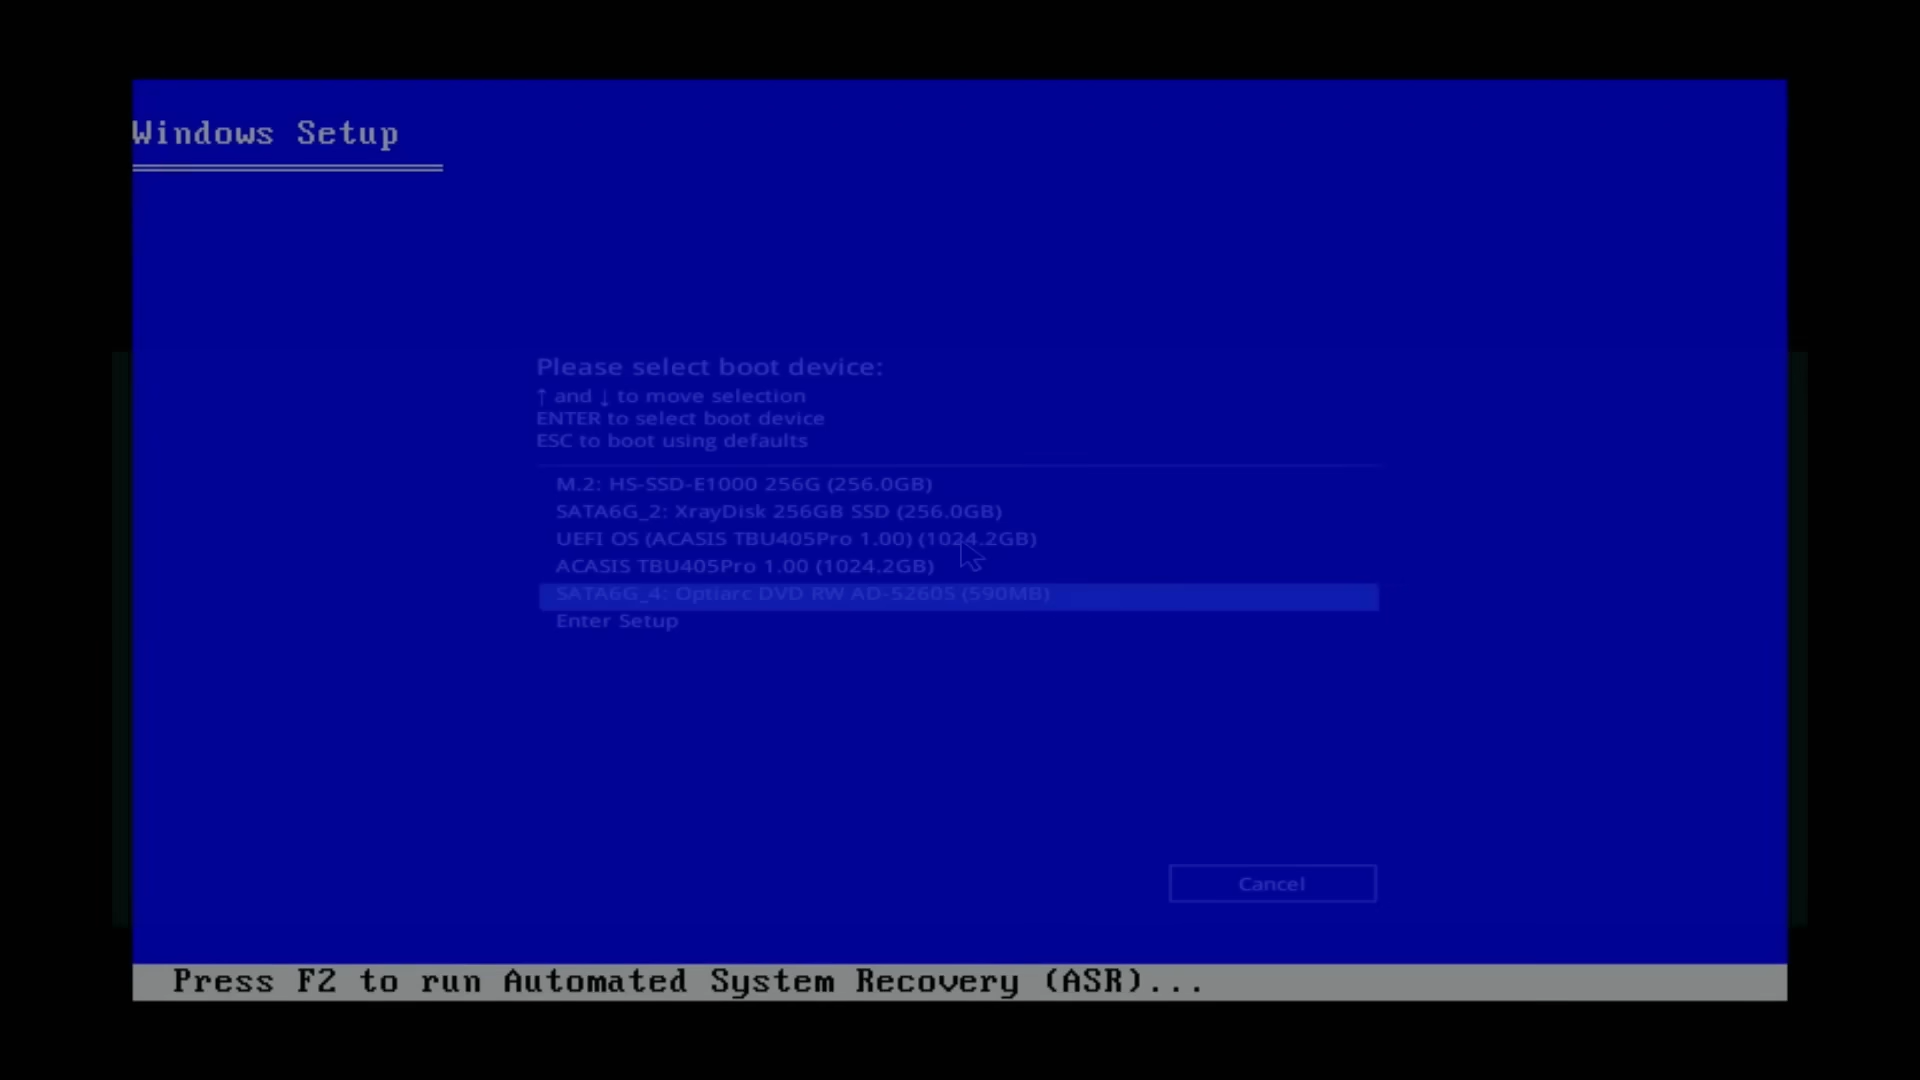 Windows Setup
Please select boot device:
↑ and ↓ to move selection
ENTER to select boot device
ESC to boot using defaults
M.2: HS-SSD-E1000 256G (256.0GB)
SATA6G_2: XrayDisk 256GB SSD (256.0GB)
UEFI OS (ACASIS TBU405Pro 1.00) (1024.2GB)
ACASIS TBU405Pro 1.00 (1024.2GB)
SATA6G_4: Optiarc DVD RW AD-5260S (590MB)
Enter Setup
Cancel
Press F2 to run Automated System Recovery (ASR)...